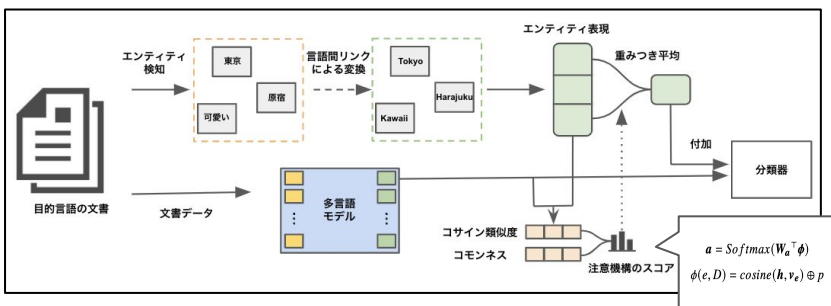 エンティティ表現
エンティティ
検知
東京
原宿
可愛い
言語間リンク
による変換
Tokyo
Harajuku
Kawaii
重みつき平均
付加
分類器
目的言語の文書
文書データ
多言語
モデル
コサイン類似度
コモンネス
注意機構のスコア
a = Softmax(Wₐ⊤ϕ)
ϕ(e, D) = cosine(h, vₑ) ⊕ p